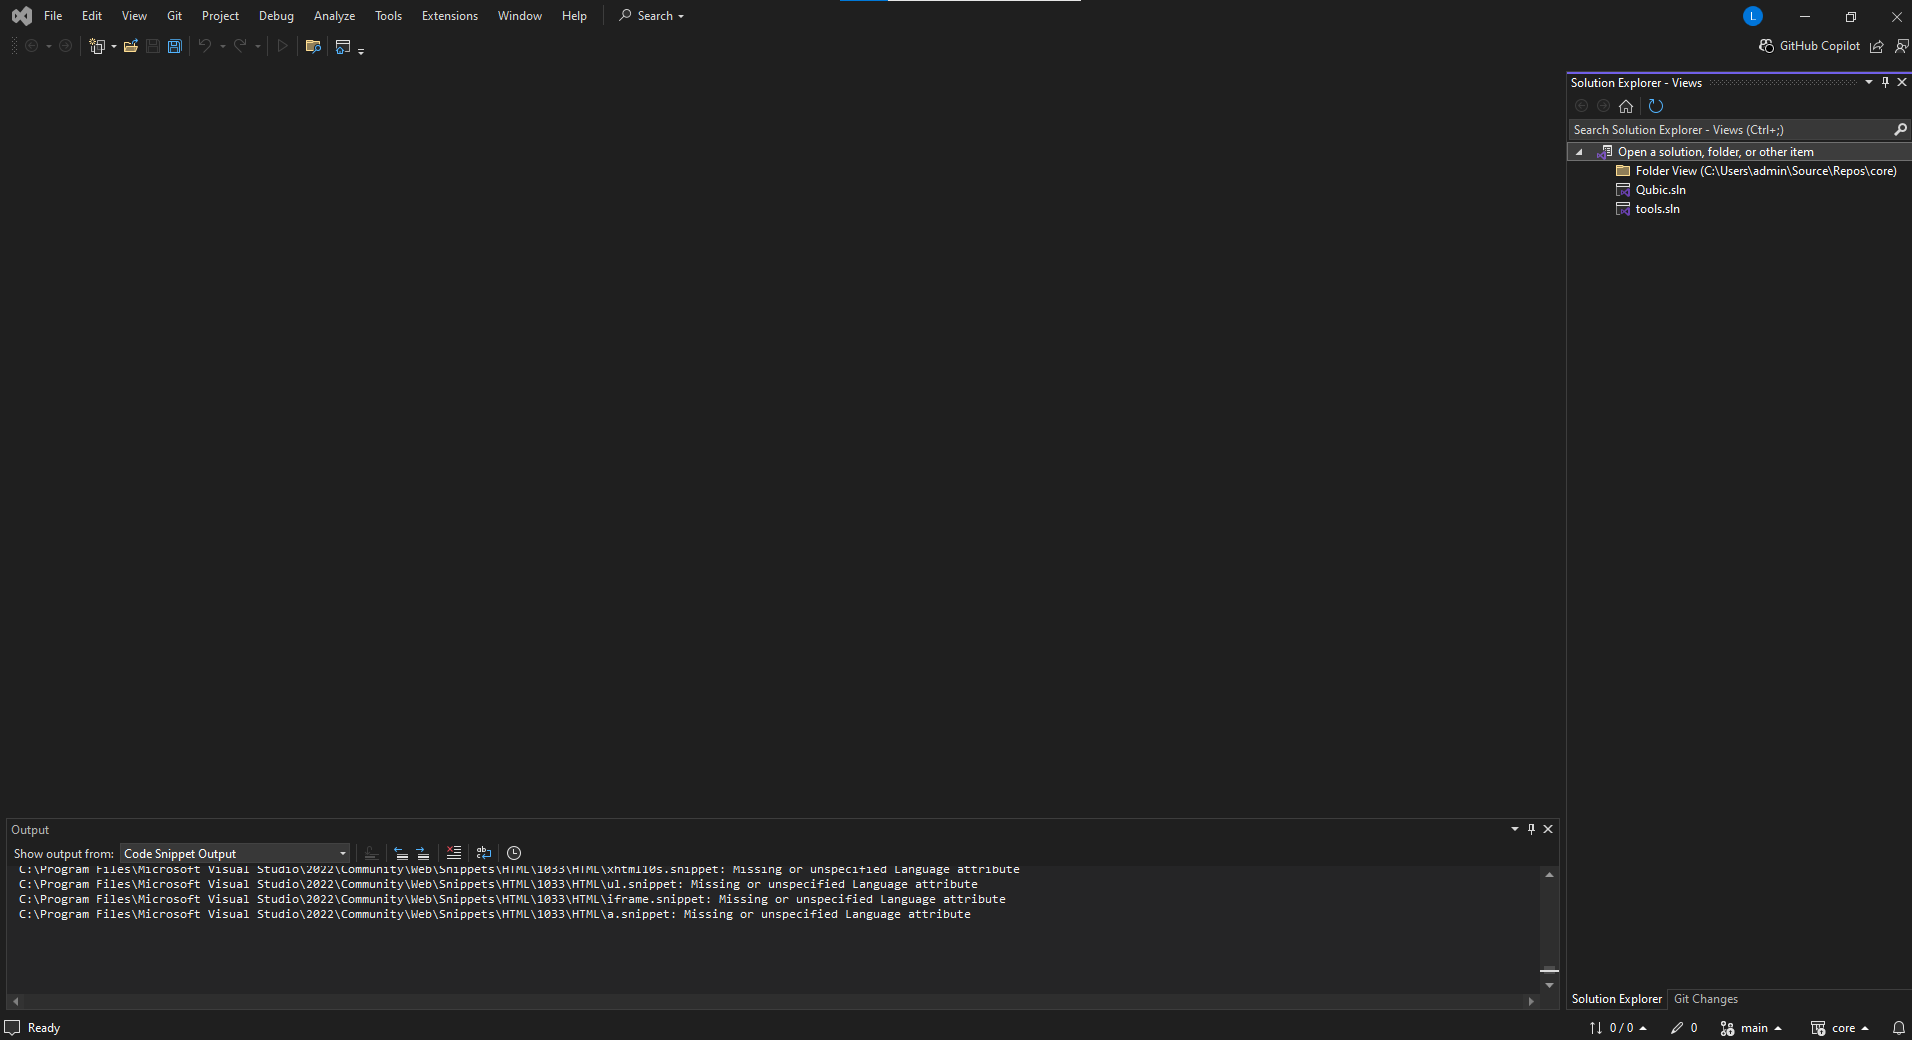 File Edit View Git Project Debug Analyze Tools Extensions Window Help Search L
GitHub Copilot
Solution Explorer - Views
Search Solution Explorer - Views (Ctrl+;)
Open a solution, folder, or other item
Folder View (C:\Users\admin\Source\Repos\core)
Qubic.sln
tools.sln
Output
Show output from: Code Snippet Output
C:\Program Files\Microsoft Visual Studio\2022\Community\Web\Snippets\HTML\1033\HTML\xhtml10s.snippet: Missing or unspecified Language attribute
C:\Program Files\Microsoft Visual Studio\2022\Community\Web\Snippets\HTML\1033\HTML\ul.snippet: Missing or unspecified Language attribute
C:\Program Files\Microsoft Visual Studio\2022\Community\Web\Snippets\HTML\1033\HTML\iframe.snippet: Missing or unspecified Language attribute
C:\Program Files\Microsoft Visual Studio\2022\Community\Web\Snippets\HTML\1033\HTML\a.snippet: Missing or unspecified Language attribute
Solution Explorer Git Changes
Ready 0 / 0 0 main core